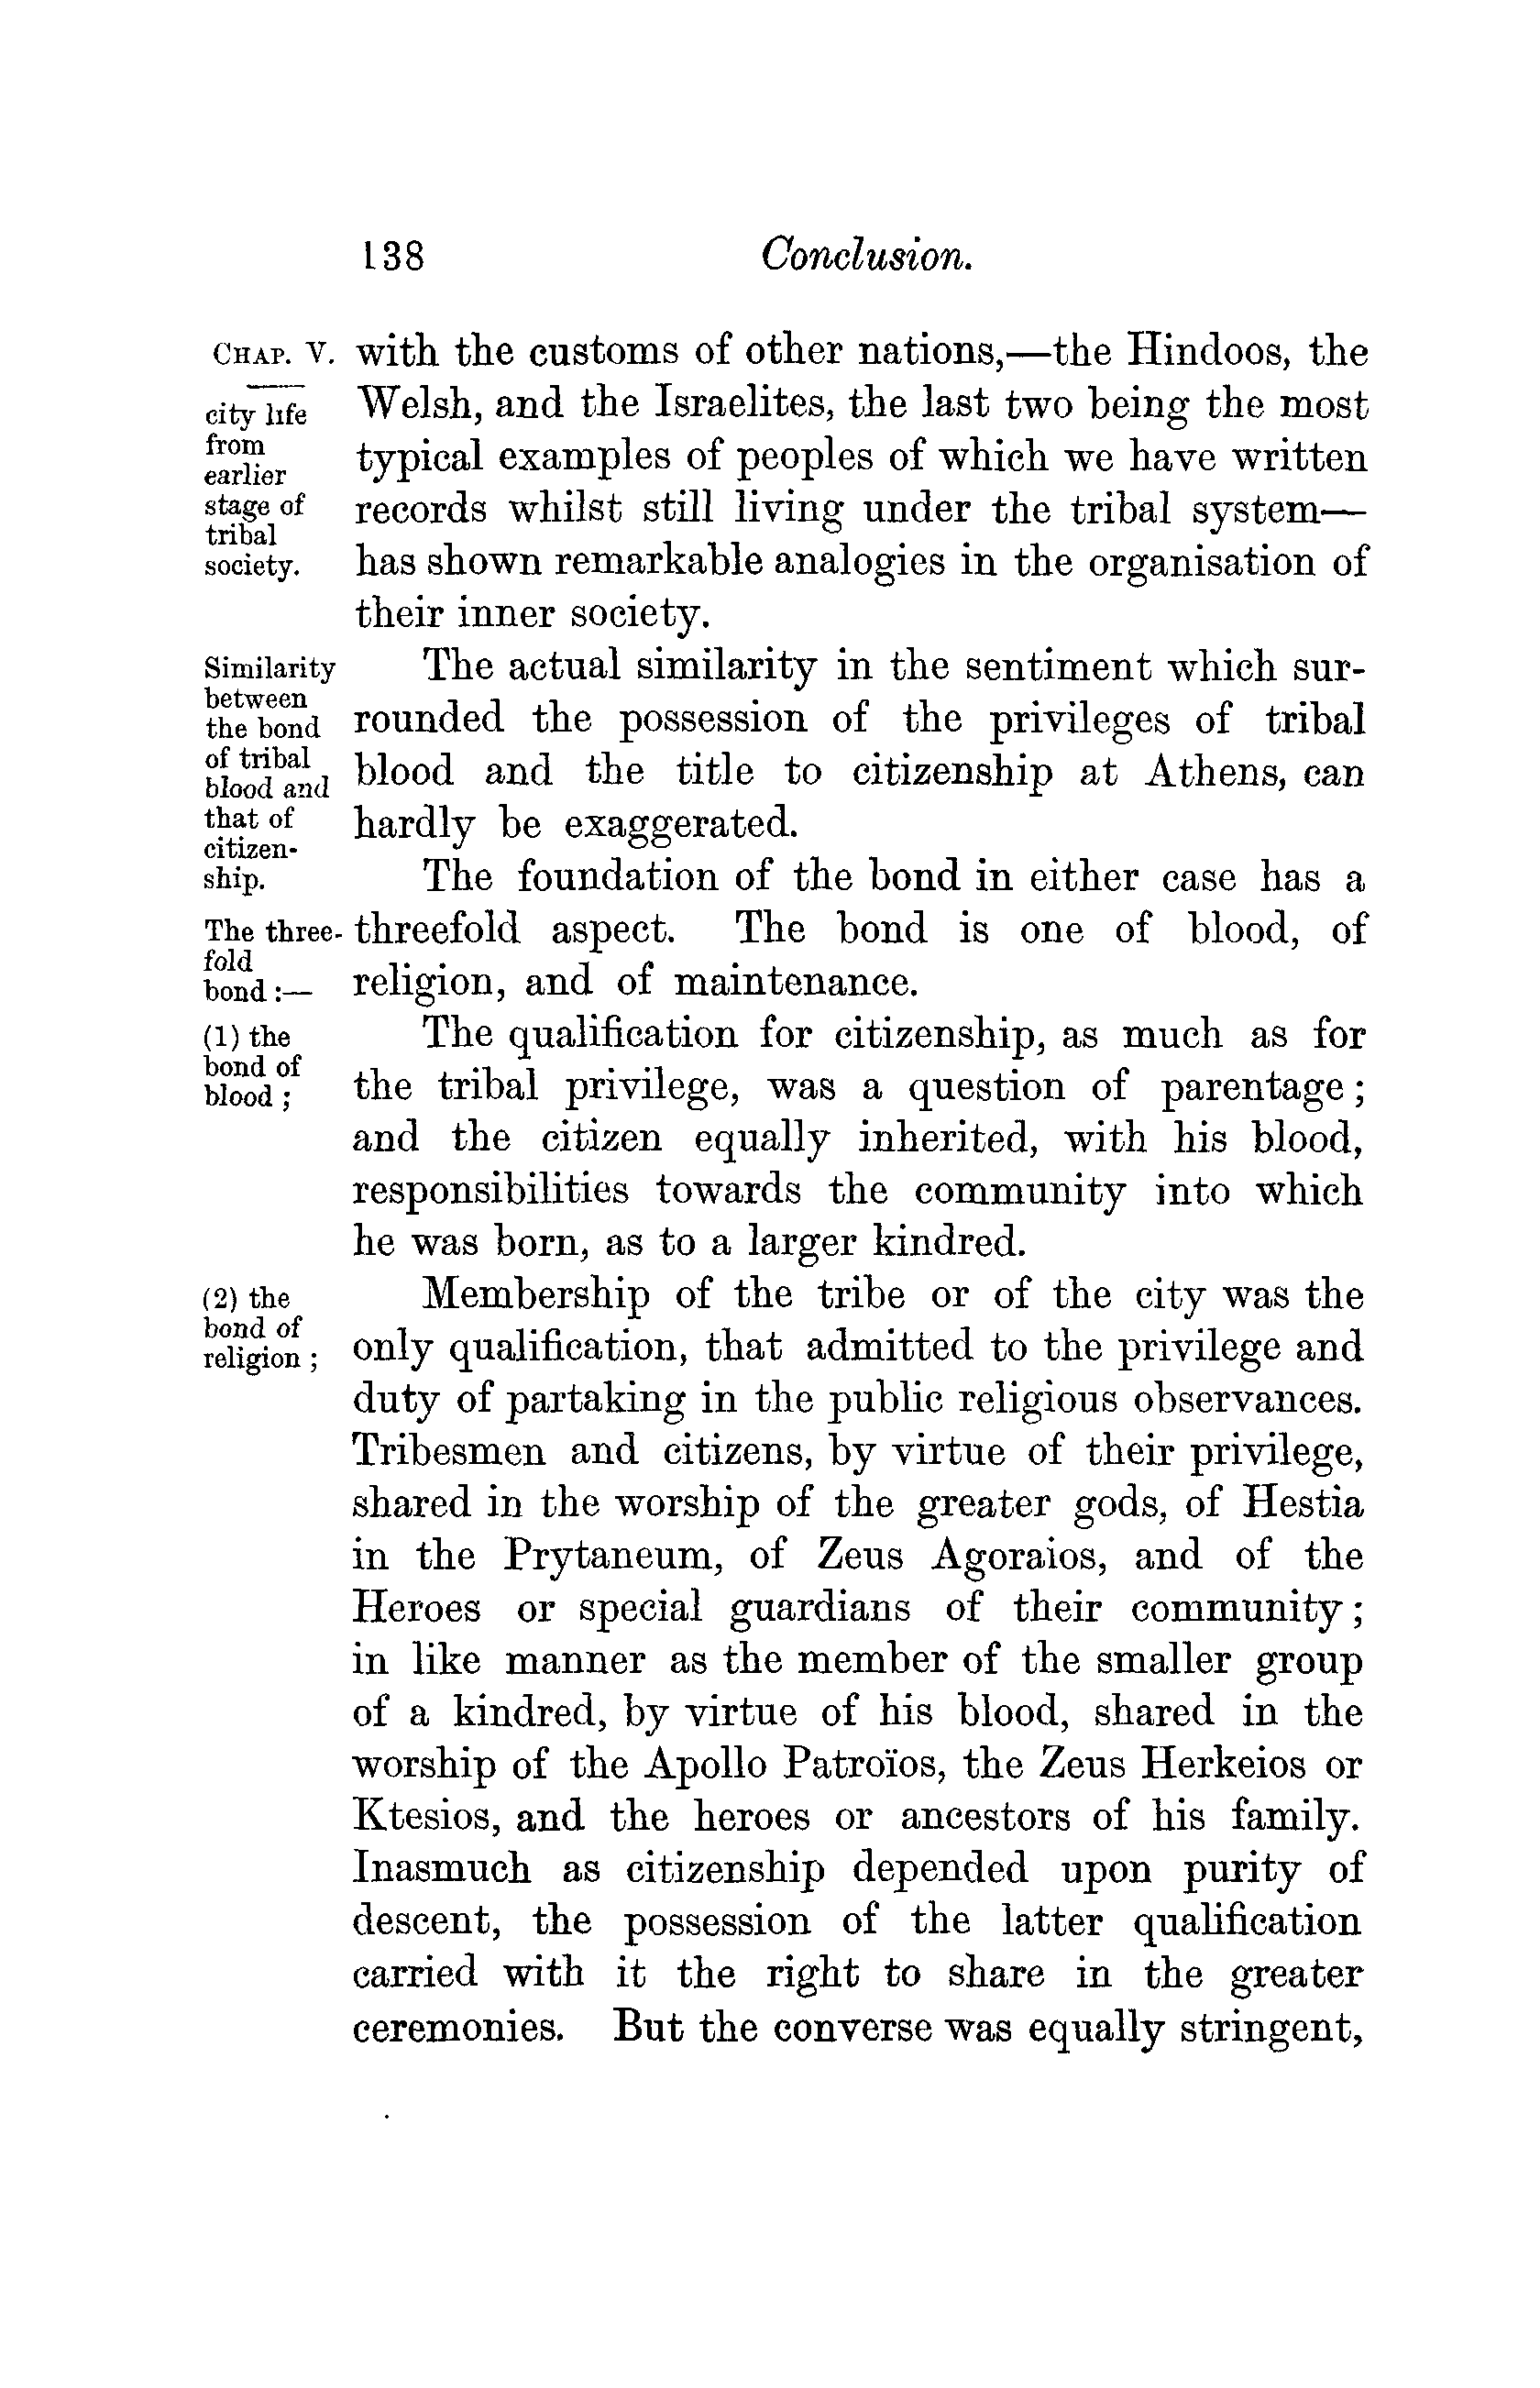 138 Conclusion.
CHAP. V.
city life
from
earlier
stage of
tribal
society.
with the customs of other nations,—the Hindoos, the
Welsh, and the Israelites, the last two being the most
typical examples of peoples of which we have written
records whilst still living under the tribal system—
has shown remarkable analogies in the organisation of
their inner society.
Similarity
between
the bond
of tribal
blood and
that of
citizen-
ship.
The actual similarity in the sentiment which sur-
rounded the possession of the privileges of tribal
blood and the title to citizenship at Athens, can
hardly be exaggerated.
The three-
fold
bond :—
The foundation of the bond in either case has a
threefold aspect. The bond is one of blood, of
religion, and of maintenance.
(1) the
bond of
blood ;
The qualification for citizenship, as much as for
the tribal privilege, was a question of parentage ;
and the citizen equally inherited, with his blood,
responsibilities towards the community into which
he was born, as to a larger kindred.
(2) the
bond of
religion ;
Membership of the tribe or of the city was the
only qualification, that admitted to the privilege and
duty of partaking in the public religious observances.
Tribesmen and citizens, by virtue of their privilege,
shared in the worship of the greater gods, of Hestia
in the Prytaneum, of Zeus Agoraios, and of the
Heroes or special guardians of their community ;
in like manner as the member of the smaller group
of a kindred, by virtue of his blood, shared in the
worship of the Apollo Patroïos, the Zeus Herkeios or
Ktesios, and the heroes or ancestors of his family.
Inasmuch as citizenship depended upon purity of
descent, the possession of the latter qualification
carried with it the right to share in the greater
ceremonies. But the converse was equally stringent,